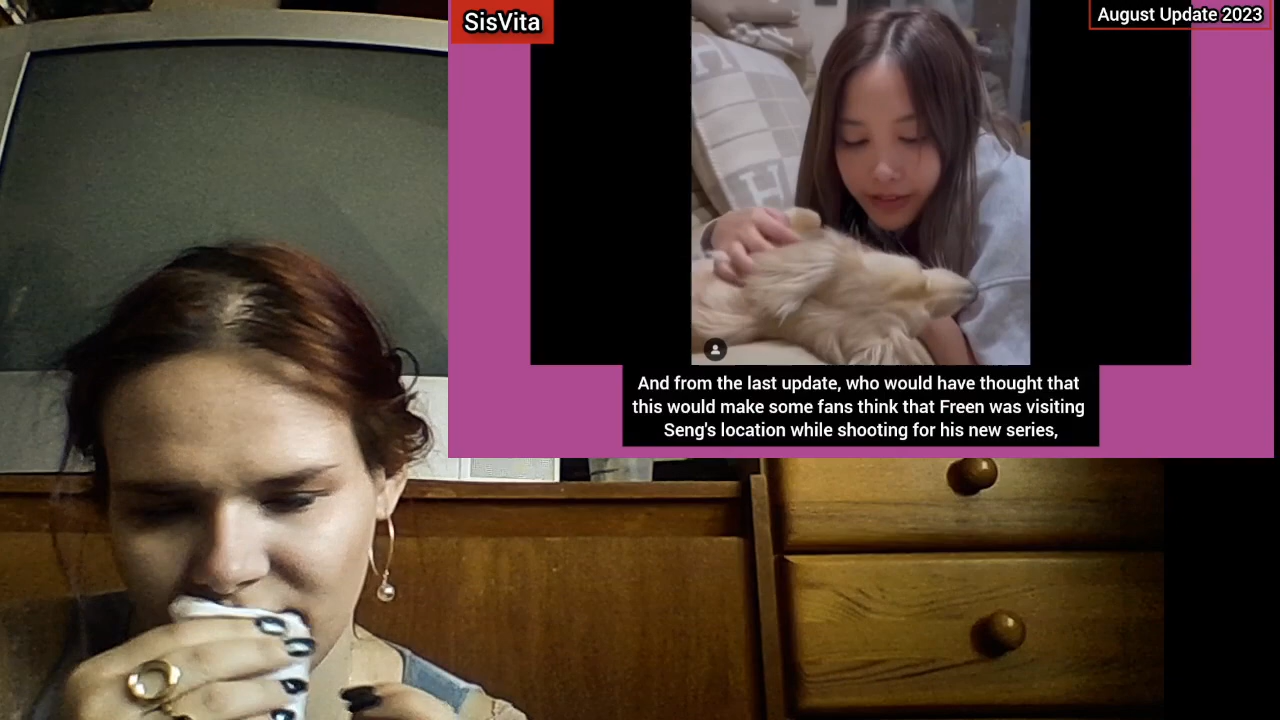 SisVita
August Update 2023
H
H
And from the last update, who would have thought that
this would make some fans think that Freen was visiting
Seng's location while shooting for his new series,